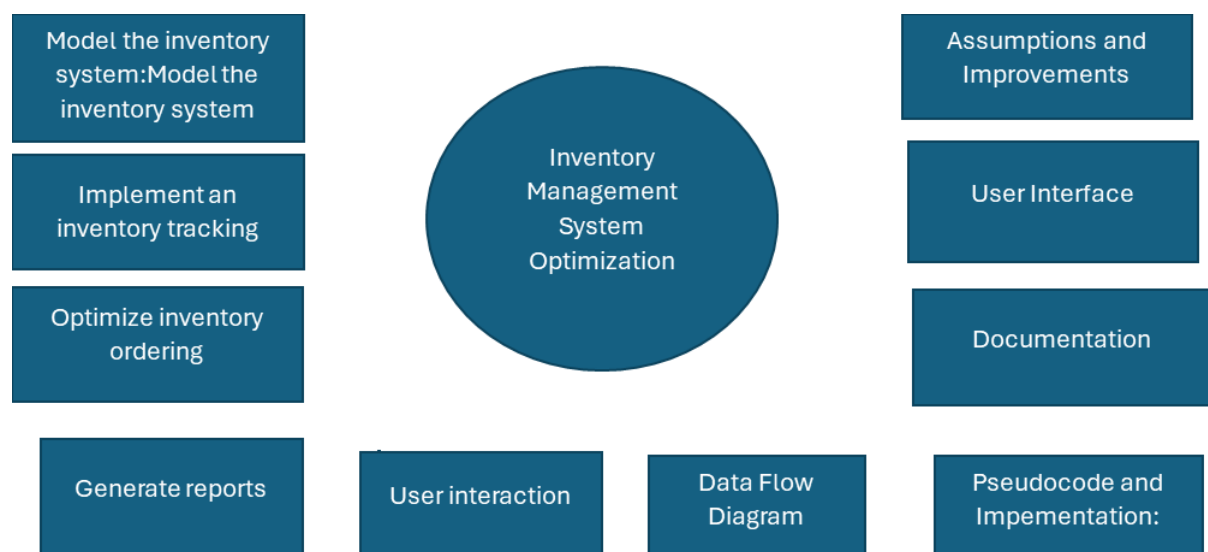 Model the inventory
system:Model the
inventory system
Implement an
inventory tracking
Optimize inventory
ordering
Generate reports
Inventory
Management
System
Optimization
User interaction
Data Flow
Diagram
Assumptions and
Improvements
User Interface
Documentation
Pseudocode and
Impementation: